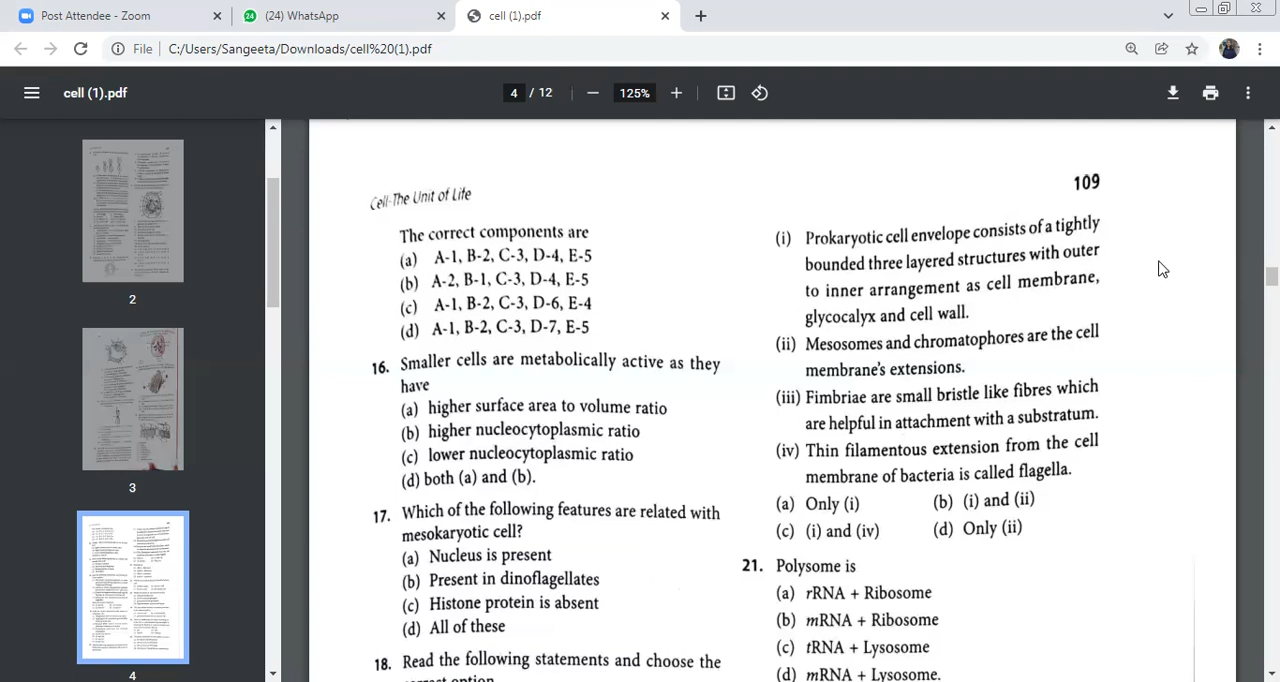 Post Attendee - Zoom
(24) WhatsApp
cell (1).pdf
File
C:/Users/Sangeeta/Downloads/cell%20(1).pdf
cell (1).pdf
4 / 12
125%
2
3
4
Cell-The Unit of Life
109
The correct components are
(a) A-1, B-2, C-3, D-4, E-5
(b) A-2, B-1, C-3, D-4, E-5
(c) A-1, B-2, C-3, D-6, E-4
(d) A-1, B-2, C-3, D-7, E-5
16. Smaller cells are metabolically active as they
have
(a) higher surface area to volume ratio
(b) higher nucleocytoplasmic ratio
(c) lower nucleocytoplasmic ratio
(d) both (a) and (b).
17. Which of the following features are related with
mesokaryotic cell?
(a) Nucleus is present
(b) Present in dinoflagellates
(c) Histone protein absent
(d) All of these
18. Read the following statements and choose the
correct option.
(i) Prokaryotic cell envelope consists of a tightly
bounded three layered structures with outer
to inner arrangement as cell membrane,
glycocalyx and cell wall.
(ii) Mesosomes and chromatophores are the cell
membrane's extensions.
(iii) Fimbriae are small bristle like fibres which
are helpful in attachment with a substratum.
(iv) Thin filamentous extension from the cell
membrane of bacteria is called flagella.
(a) Only (i)
(b) (i) and (ii)
(c) (i) and (iv)
(d) Only (ii)
21. Polysome is
(a) rRNA + Ribosome
(b) mRNA + Ribosome
(c) tRNA + Lysosome
(d) mRNA + Lysosome.